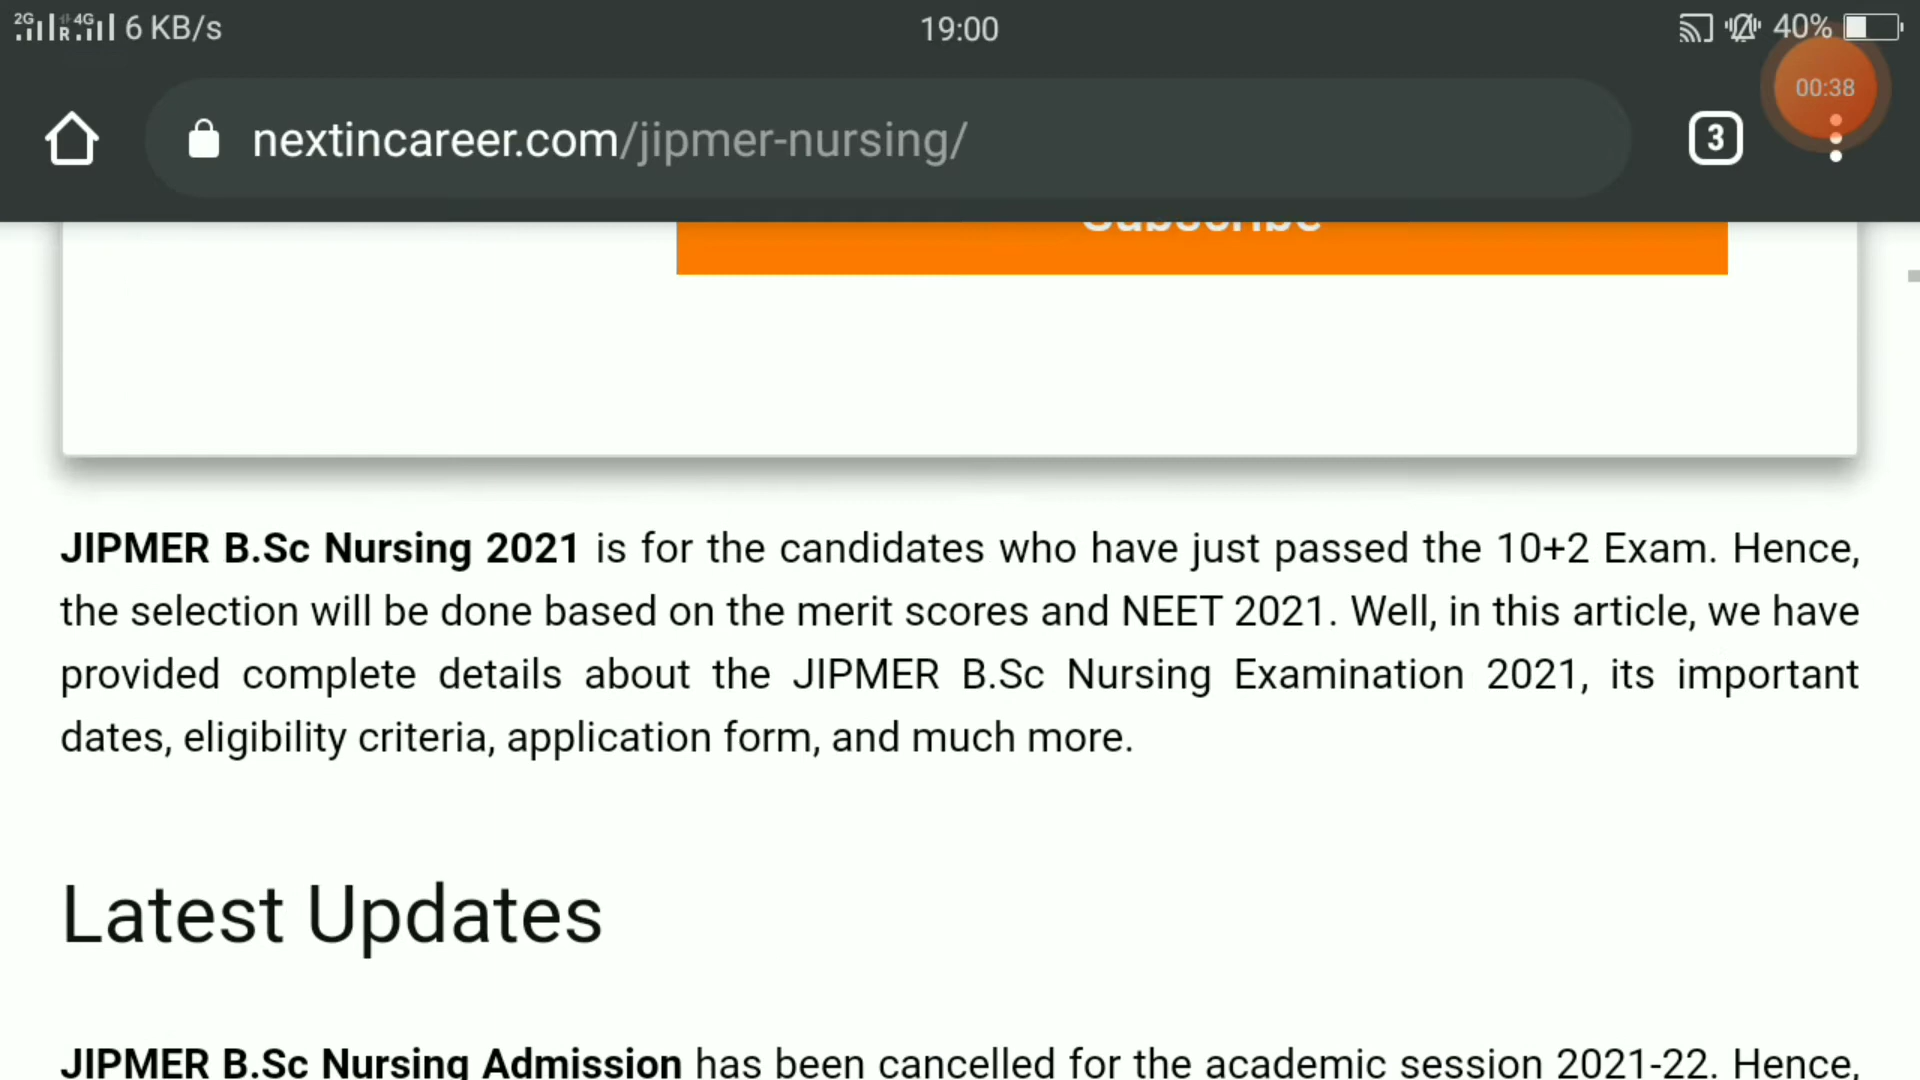 2G 4G R 6 KB/s 19:00 40%
00:38
nextincareer.com/jipmer-nursing/ 3
Subscribe
JIPMER B.Sc Nursing 2021 is for the candidates who have just passed the 10+2 Exam. Hence,
the selection will be done based on the merit scores and NEET 2021. Well, in this article, we have
provided complete details about the JIPMER B.Sc Nursing Examination 2021, its important
dates, eligibility criteria, application form, and much more.
Latest Updates
JIPMER B.Sc Nursing Admission has been cancelled for the academic session 2021-22. Hence,